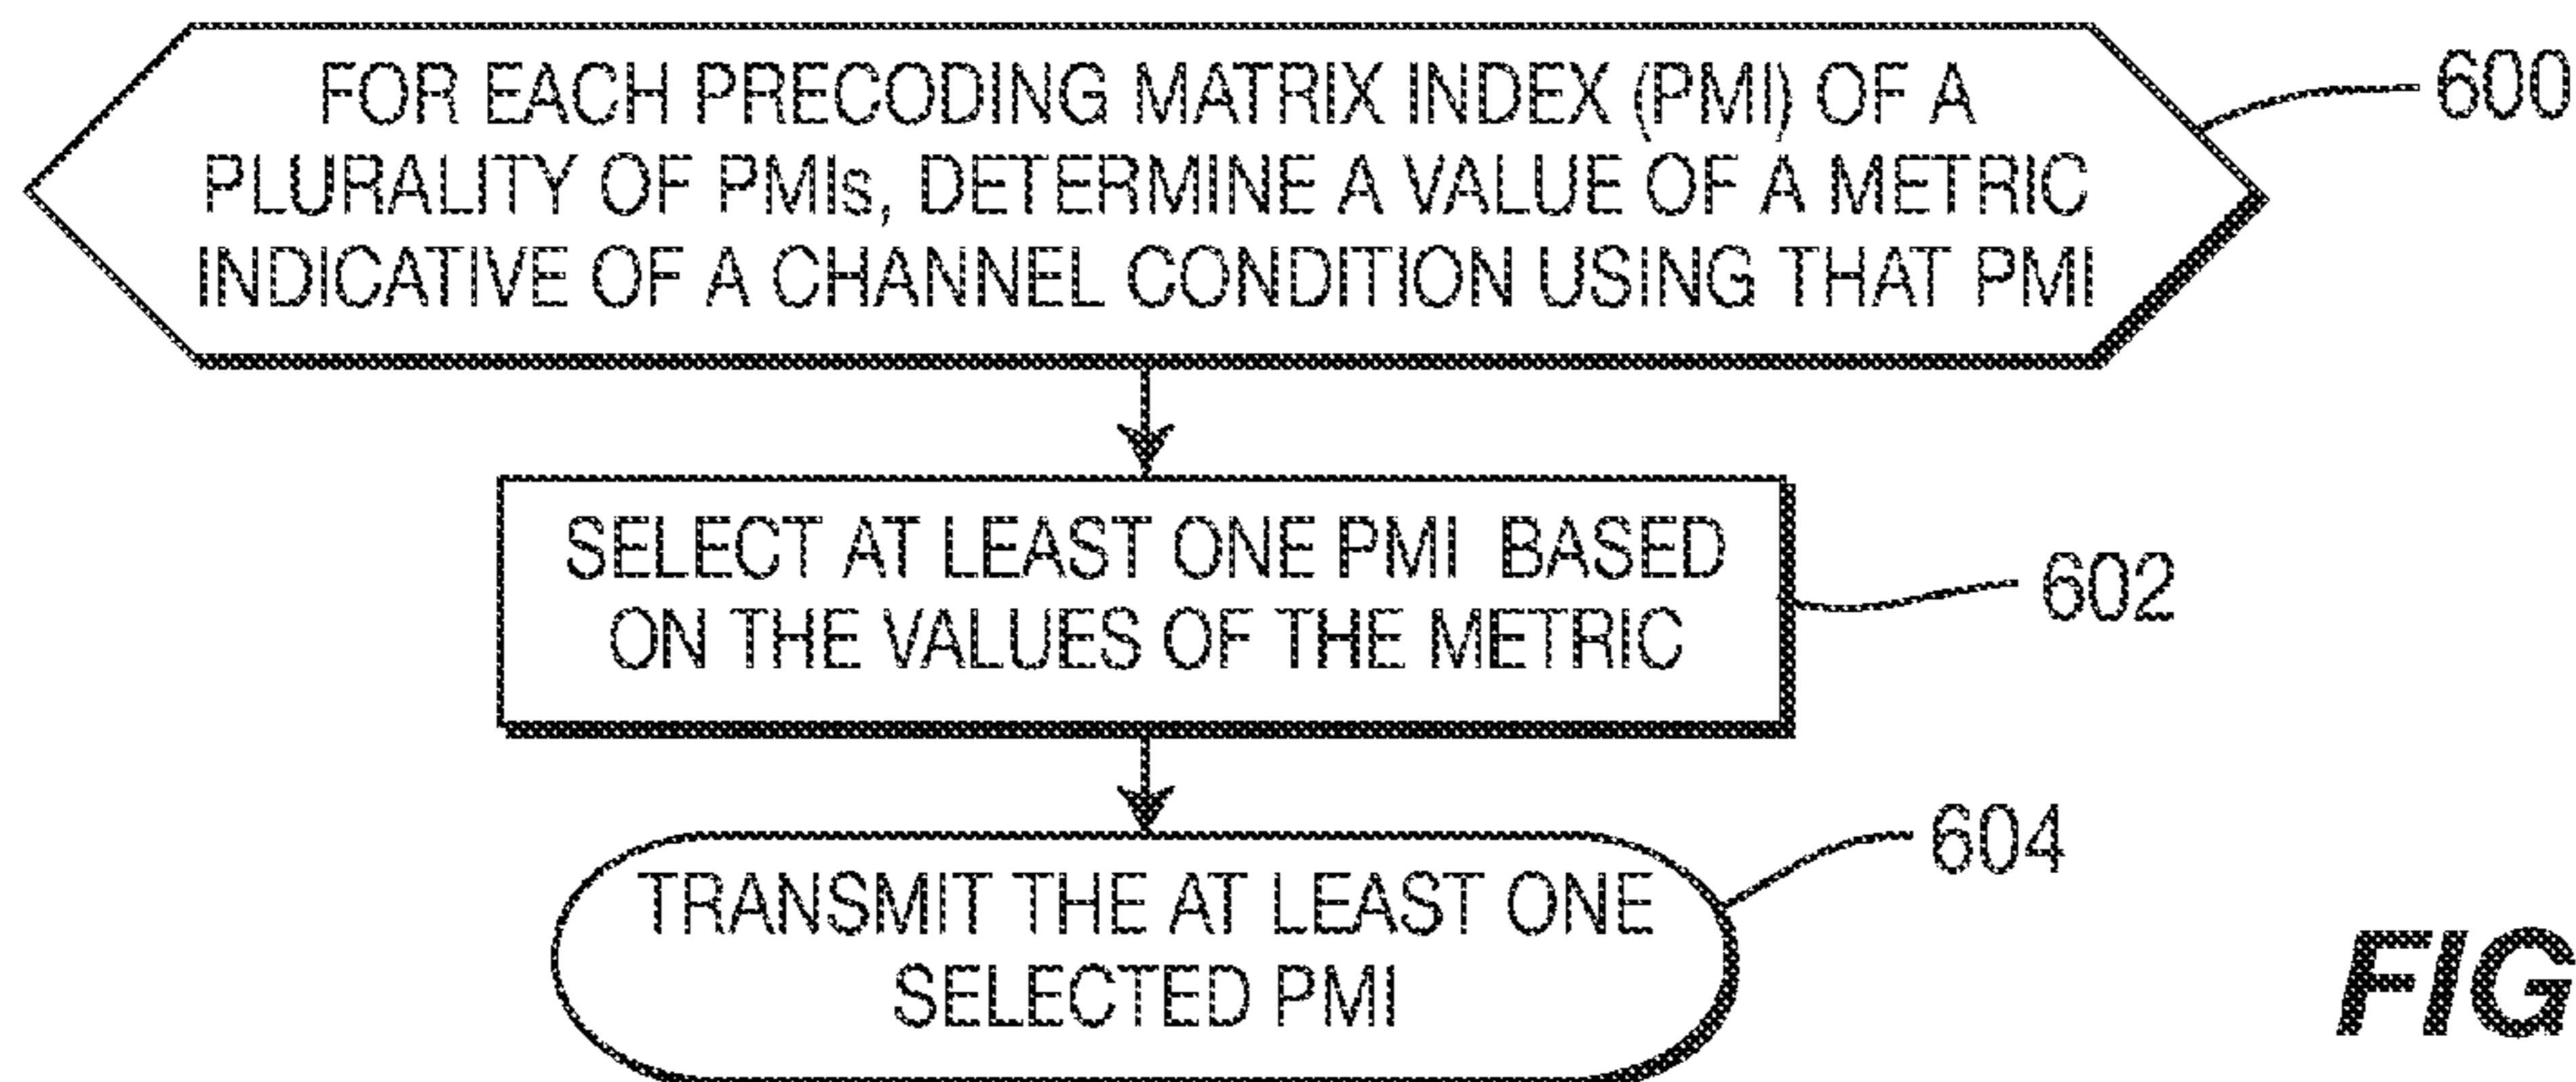 FOR EACH PRECODING MATRIX INDEX (PMI) OF A
PLURALITY OF PMIs, DETERMINE A VALUE OF A METRIC
INDICATIVE OF A CHANNEL CONDITION USING THAT PMI
600
SELECT AT LEAST ONE PMI BASED
ON THE VALUES OF THE METRIC
602
TRANSMIT THE AT LEAST ONE
SELECTED PMI
604
FIG